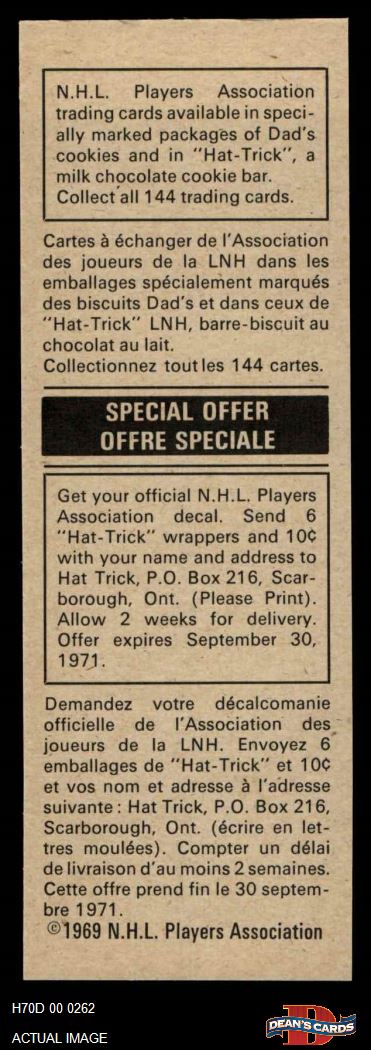 N.H.L. Players Association
trading cards available in speci-
ally marked packages of Dad's
cookies and in "Hat-Trick", a
milk chocolate cookie bar.
Collect all 144 trading cards.
Cartes à échanger de l'Association
des joueurs de la LNH dans les
emballages spécialement marqués
des biscuits Dad's et dans ceux de
"Hat-Trick" LNH, barre-biscuit au
chocolat au lait.
Collectionnez tout les 144 cartes.
SPECIAL OFFER
OFFRE SPECIALE
Get your official N.H.L. Players
Association decal. Send 6
"Hat-Trick" wrappers and 10¢
with your name and address to
Hat Trick, P.O. Box 216, Scar-
borough, Ont. (Please Print).
Allow 2 weeks for delivery.
Offer expires September 30,
1971.
Demandez votre décalcomanie
officielle de l'Association des
joueurs de la LNH. Envoyez 6
emballages de "Hat-Trick" et 10¢
et vos nom et adresse à l'adresse
suivante : Hat Trick, P.O. Box 216,
Scarborough, Ont. (écrire en let-
tres moulées). Compter un délai
de livraison d'au moins 2 semaines.
Cette offre prend fin le 30 septem-
bre 1971.
©1969 N.H.L. Players Association
H70D 00 0262
ACTUAL IMAGE
D
DEAN'S CARDS